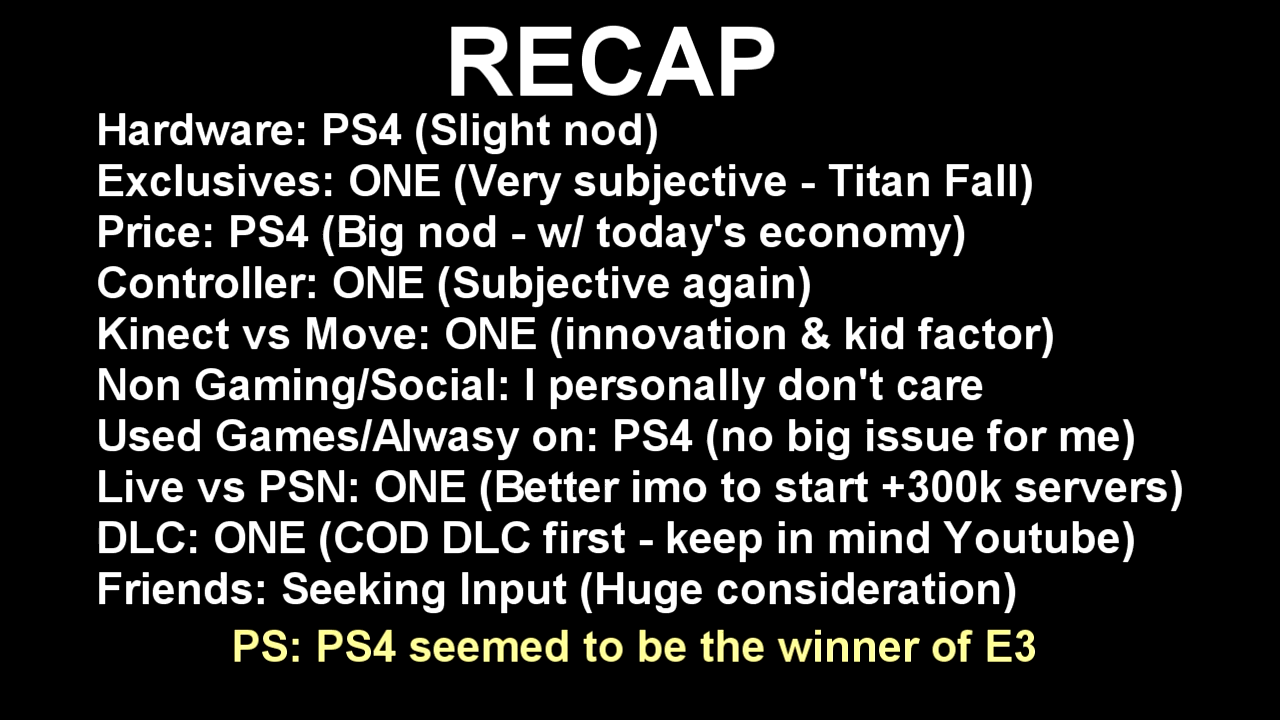 RECAP
Hardware: PS4 (Slight nod)
Exclusives: ONE (Very subjective - Titan Fall)
Price: PS4 (Big nod - w/ today's economy)
Controller: ONE (Subjective again)
Kinect vs Move: ONE (innovation & kid factor)
Non Gaming/Social: I personally don't care
Used Games/Alwasy on: PS4 (no big issue for me)
Live vs PSN: ONE (Better imo to start +300k servers)
DLC: ONE (COD DLC first - keep in mind Youtube)
Friends: Seeking Input (Huge consideration)
PS: PS4 seemed to be the winner of E3